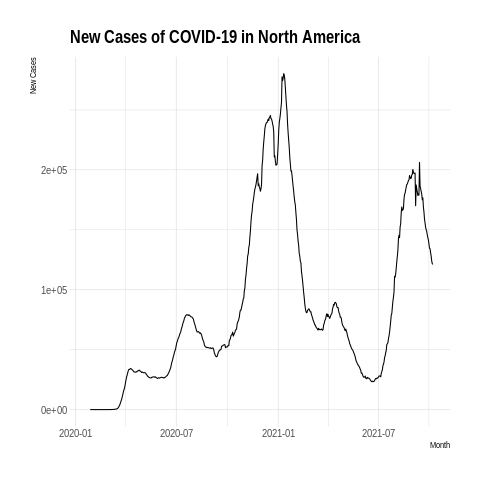 New Cases of COVID-19 in North America
New Cases
2e+05
1e+05
0e+00
2020-01 2020-07 2021-01 2021-07
Month